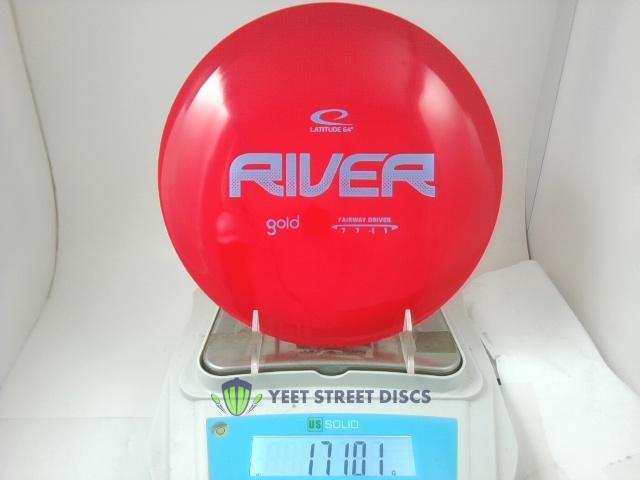 LATITUDE 64°
RIVER
gold
FAIRWAY DRIVER
7 7 -1 1
YEET STREET DISCS
US SOLID
171.01 g